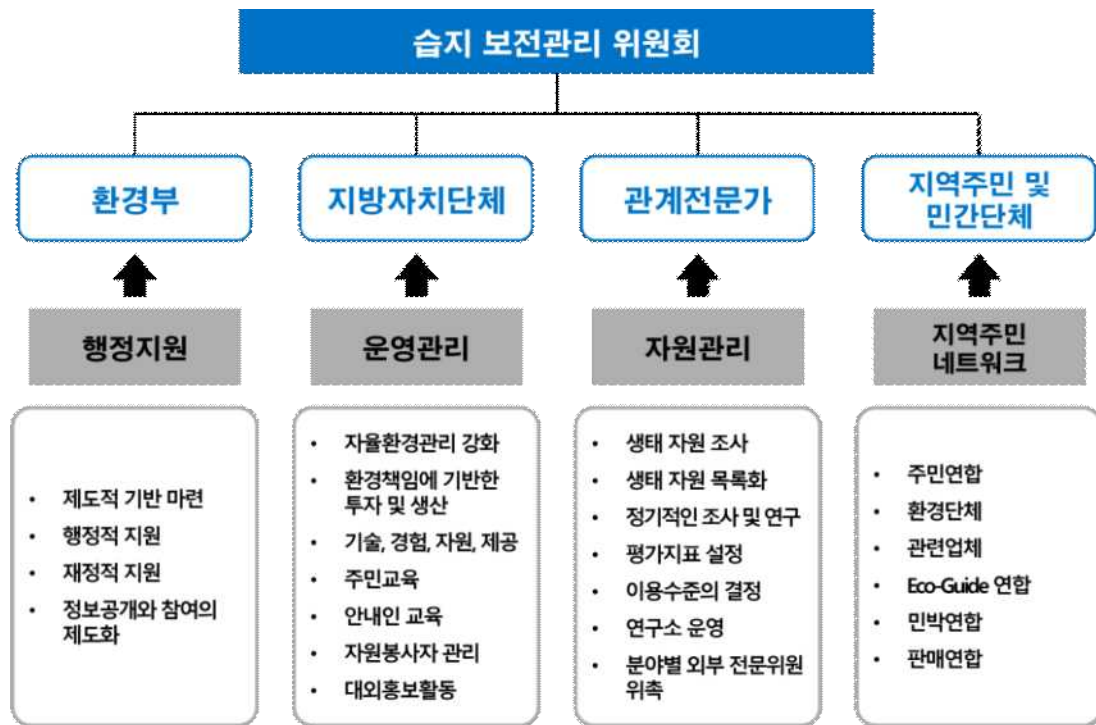 습지 보전관리 위원회
환경부
지방자치단체
관계전문가
지역주민 및
민간단체
행정지원
운영관리
자원관리
지역주민
네트워크
• 제도적 기반 마련
• 행정적 지원
• 재정적 지원
• 정보공개와 참여의
제도화
• 자율환경관리 강화
• 환경책임에 기반한
투자 및 생산
• 기술, 경험, 자원, 제공
• 주민교육
• 안내인 교육
• 자원봉사자 관리
• 대외홍보활동
• 생태 자원 조사
• 생태 자원 목록화
• 정기적인 조사 및 연구
• 평가지표 설정
• 이용수준의 결정
• 연구소 운영
• 분야별 외부 전문위원
위촉
• 주민연합
• 환경단체
• 관련업체
• Eco-Guide 연합
• 민박연합
• 판매연합